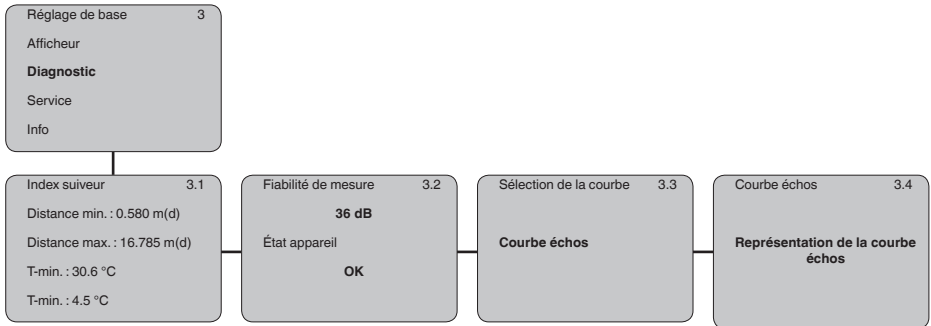 Réglage de base 3
Afficheur
Diagnostic
Service
Info
Index suiveur 3.1
Distance min. : 0.580 m(d)
Distance max. : 16.785 m(d)
T-min. : 30.6 °C
T-min. : 4.5 °C
Fiabilité de mesure 3.2
36 dB
État appareil
OK
Sélection de la courbe 3.3
Courbe échos
Courbe échos 3.4
Représentation de la courbe
échos